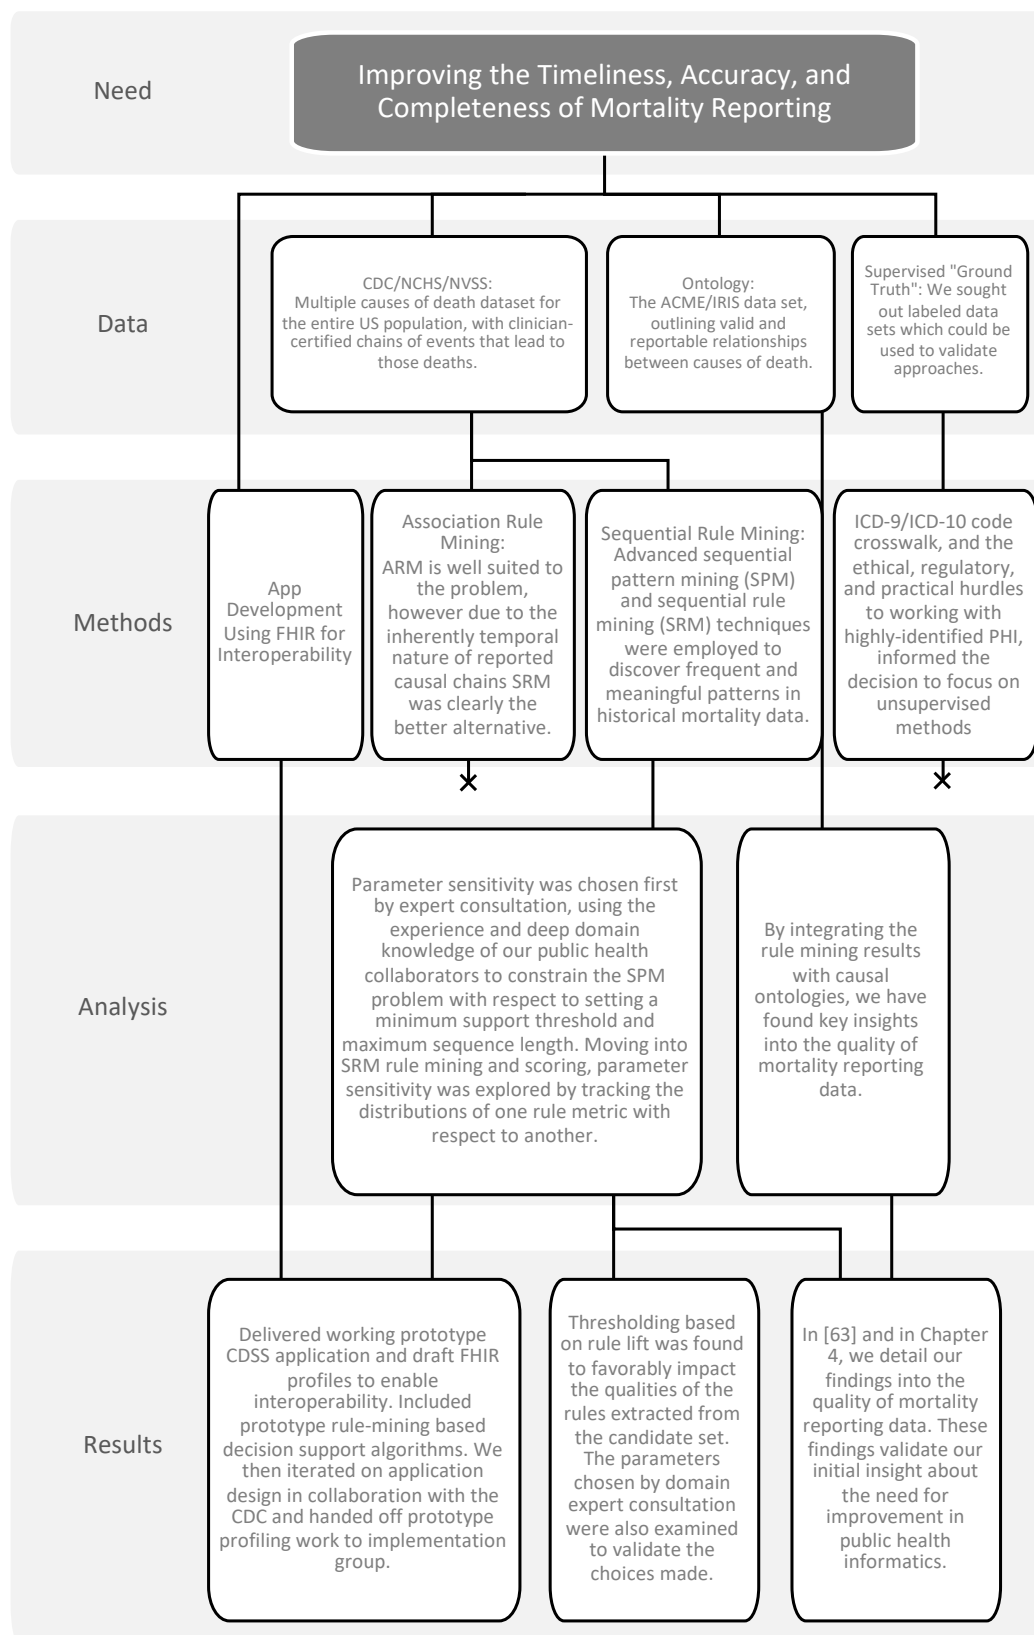 Need
Improving the Timeliness, Accuracy, and
Completeness of Mortality Reporting
Data
CDC/NCHS/NVSS:
Multiple causes of death dataset for
the entire US population, with clinician-
certified chains of events that lead to
those deaths.
Ontology:
The ACME/IRIS data set,
outlining valid and
reportable relationships
between causes of death.
Supervised "Ground
Truth": We sought
out labeled data
sets which could be
used to validate
approaches.
Methods
App
Development
Using FHIR for
Interoperability
Association Rule
Mining:
ARM is well suited to
the problem,
however due to the
inherently temporal
nature of reported
causal chains SRM
was clearly the
better alternative.
Sequential Rule Mining:
Advanced sequential
pattern mining (SPM)
and sequential rule
mining (SRM) techniques
were employed to
discover frequent and
meaningful patterns in
historical mortality data.
ICD-9/ICD-10 code
crosswalk, and the
ethical, regulatory,
and practical hurdles
to working with
highly-identified PHI,
informed the
decision to focus on
unsupervised
methods
Analysis
Parameter sensitivity was chosen first
by expert consultation, using the
experience and deep domain
knowledge of our public health
collaborators to constrain the SPM
problem with respect to setting a
minimum support threshold and
maximum sequence length. Moving into
SRM rule mining and scoring, parameter
sensitivity was explored by tracking the
distributions of one rule metric with
respect to another.
By integrating the
rule mining results
with causal
ontologies, we have
found key insights
into the quality of
mortality reporting
data.
Results
Delivered working prototype
CDSS application and draft FHIR
profiles to enable
interoperability. Included
prototype rule-mining based
decision support algorithms. We
then iterated on application
design in collaboration with the
CDC and handed off prototype
profiling work to implementation
group.
Thresholding based
on rule lift was found
to favorably impact
the qualities of the
rules extracted from
the candidate set.
The parameters
chosen by domain
expert consultation
were also examined
to validate the
choices made.
In [63] and in Chapter
4, we detail our
findings into the
quality of mortality
reporting data. These
findings validate our
initial insight about
the need for
improvement in
public health
informatics.